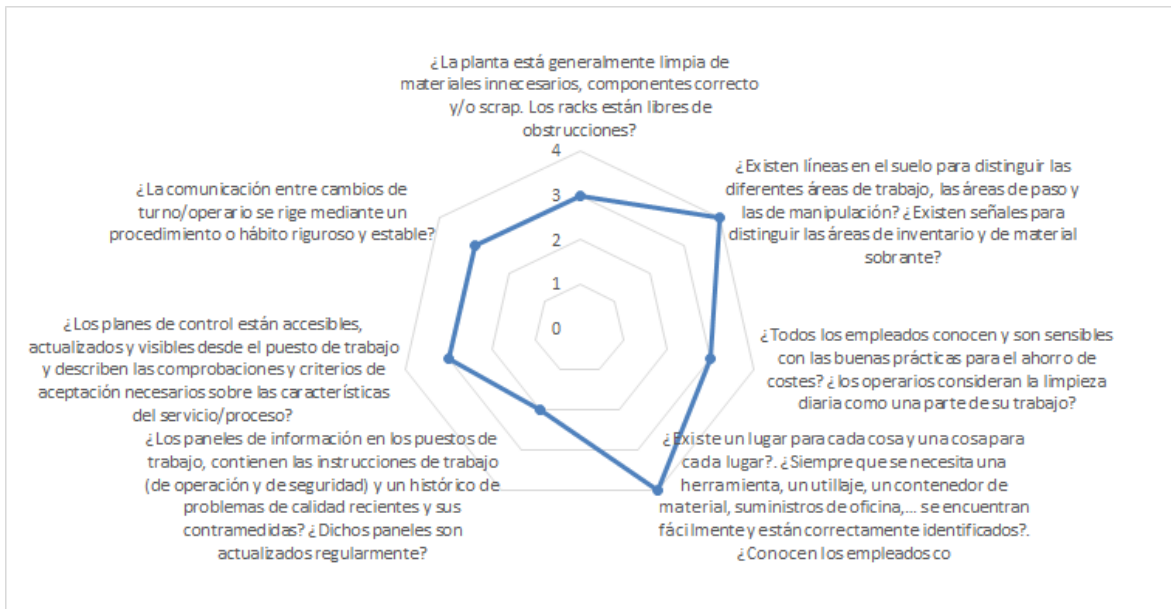 ¿La planta está generalmente limpia de
materiales innecesarios, componentes correcto
y/o scrap. Los racks están libres de
obstrucciones?
4
3
2
1
0
¿Existen líneas en el suelo para distinguir las
diferentes áreas de trabajo, las áreas de paso y
las de manipulación? ¿Existen señales para
distinguir las áreas de inventario y de material
sobrante?
¿Todos los empleados conocen y son sensibles
con las buenas prácticas para el ahorro de
costes? ¿los operarios consideran la limpieza
diaria como una parte de su trabajo?
¿Existe un lugar para cada cosa y una cosa para
cada lugar?. ¿Siempre que se necesita una
herramienta, un utillaje, un contenedor de
material, suministros de oficina,... se encuentran
fácilmente y están correctamente identificados?.
¿Conocen los empleados co
¿Los paneles de información en los puestos de
trabajo, contienen las instrucciones de trabajo
(de operación y de seguridad) y un histórico de
problemas de calidad recientes y sus
contramedidas? ¿Dichos paneles son
actualizados regularmente?
¿Los planes de control están accesibles,
actualizados y visibles desde el puesto de trabajo
y describen las comprobaciones y criterios de
aceptación necesarios sobre las características
del servicio/proceso?
¿La comunicación entre cambios de
turno/operario se rige mediante un
procedimiento o hábito riguroso y estable?